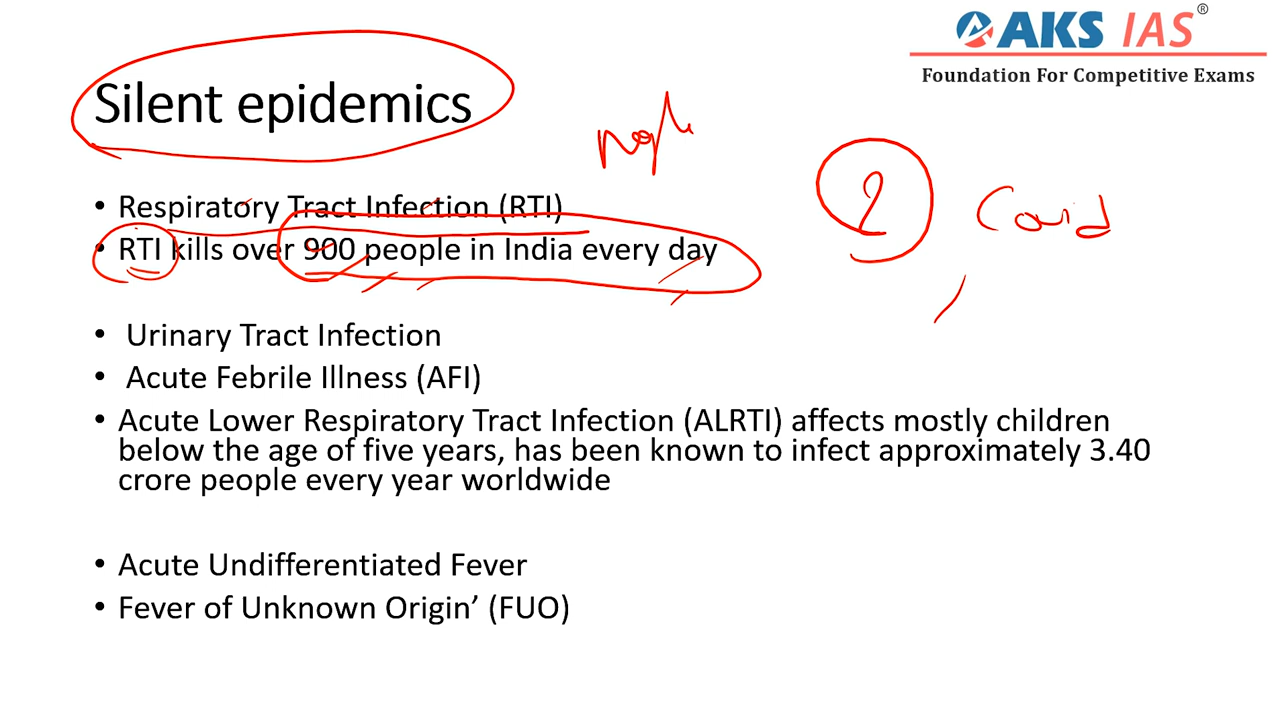 AKS IAS®
Foundation For Competitive Exams
Silent epidemics
• Respiratory Tract Infection (RTI)
• RTI kills over 900 people in India every day
Covid
• Urinary Tract Infection
• Acute Febrile Illness (AFI)
• Acute Lower Respiratory Tract Infection (ALRTI) affects mostly children
below the age of five years, has been known to infect approximately 3.40
crore people every year worldwide
• Acute Undifferentiated Fever
• Fever of Unknown Origin’ (FUO)